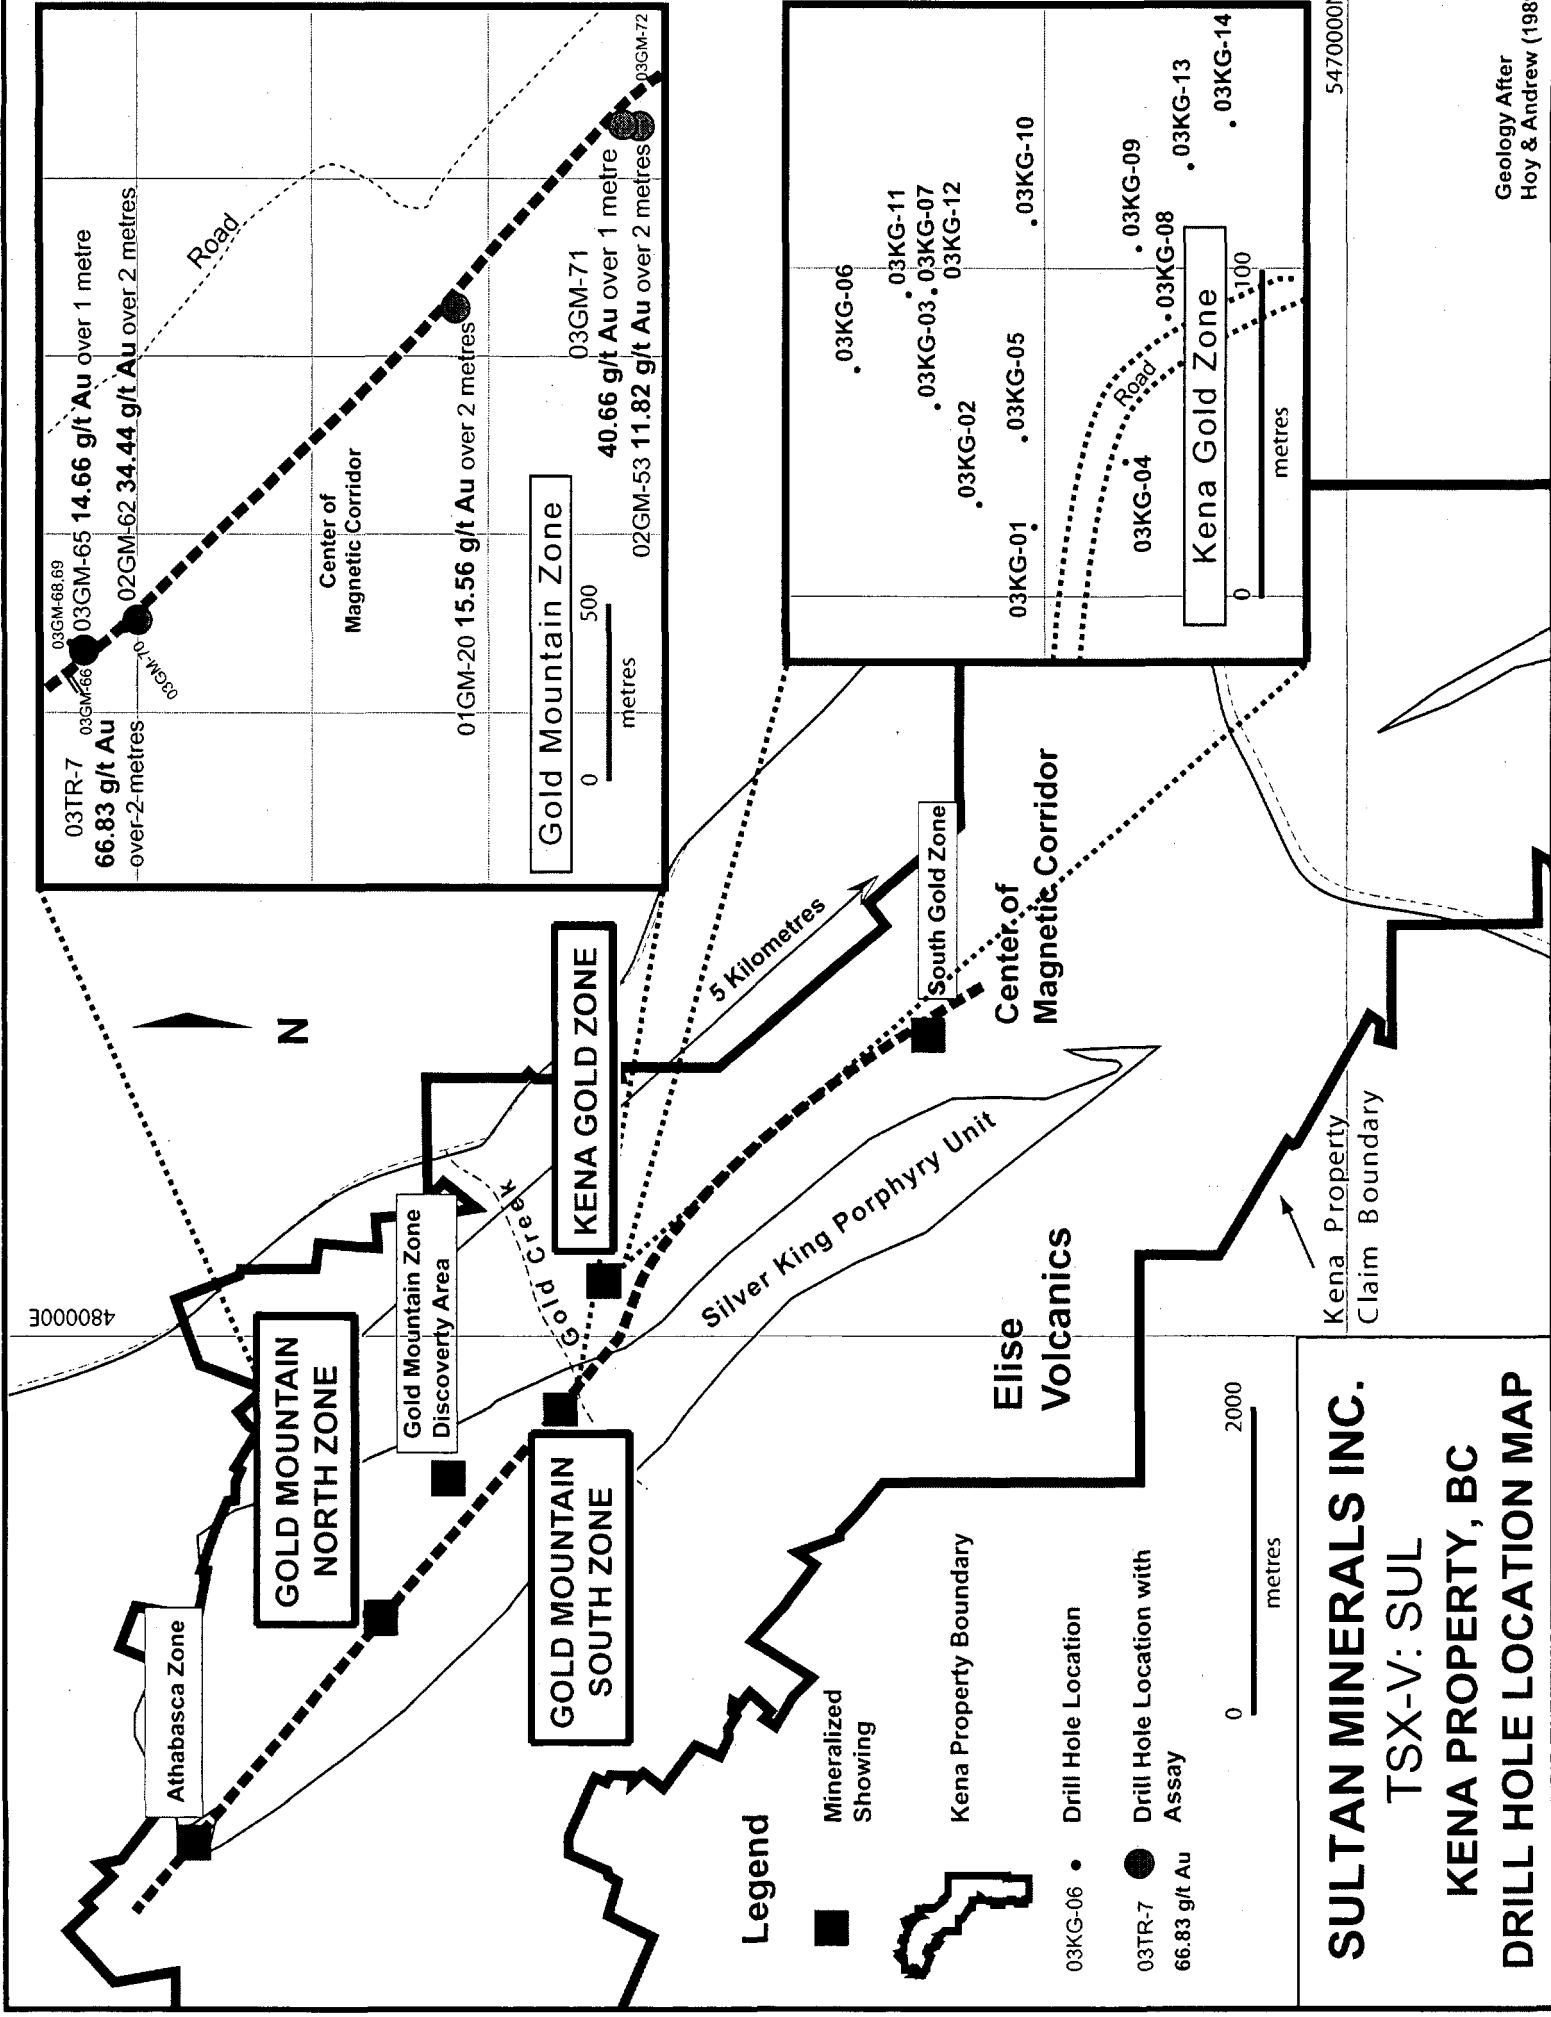 03TR-7
66.83 g/t Au
over 2 metres
03GM-66
03GM-68,69
03GM-65 14.66 g/t Au over 1 metre
03GM-70
02GM-62 34.44 g/t Au over 2 metres
Road
Center of
Magnetic Corridor
01GM-20 15.56 g/t Au over 2 metres
03GM-71
40.66 g/t Au over 1 metre
02GM-53 11.82 g/t Au over 2 metres
03GM-72
Gold Mountain Zone
0
500
metres
N
480000E
Athabasca Zone
GOLD MOUNTAIN
NORTH ZONE
Gold Mountain Zone
Discoverty Area
Gold Creek
KENA GOLD ZONE
GOLD MOUNTAIN
SOUTH ZONE
5 Kilometres
South Gold Zone
Center of
Magnetic Corridor
Silver King Porphyry Unit
Elise
Volcanics
Kena Property
Claim Boundary
03KG-06
03KG-11
03KG-03
03KG-07
03KG-12
03KG-02
03KG-10
03KG-05
03KG-01
03KG-09
03KG-04
Road
03KG-08
03KG-13
03KG-14
Kena Gold Zone
0
100
metres
5470000
Geology After
Hoy & Andrew (198
Legend
Mineralized
Showing
Kena Property Boundary
03KG-06
Drill Hole Location
03TR-7
66.83 g/t Au
Drill Hole Location with
Assay
0
2000
metres
SULTAN MINERALS INC.
TSX-V: SUL
KENA PROPERTY, BC
DRILL HOLE LOCATION MAP